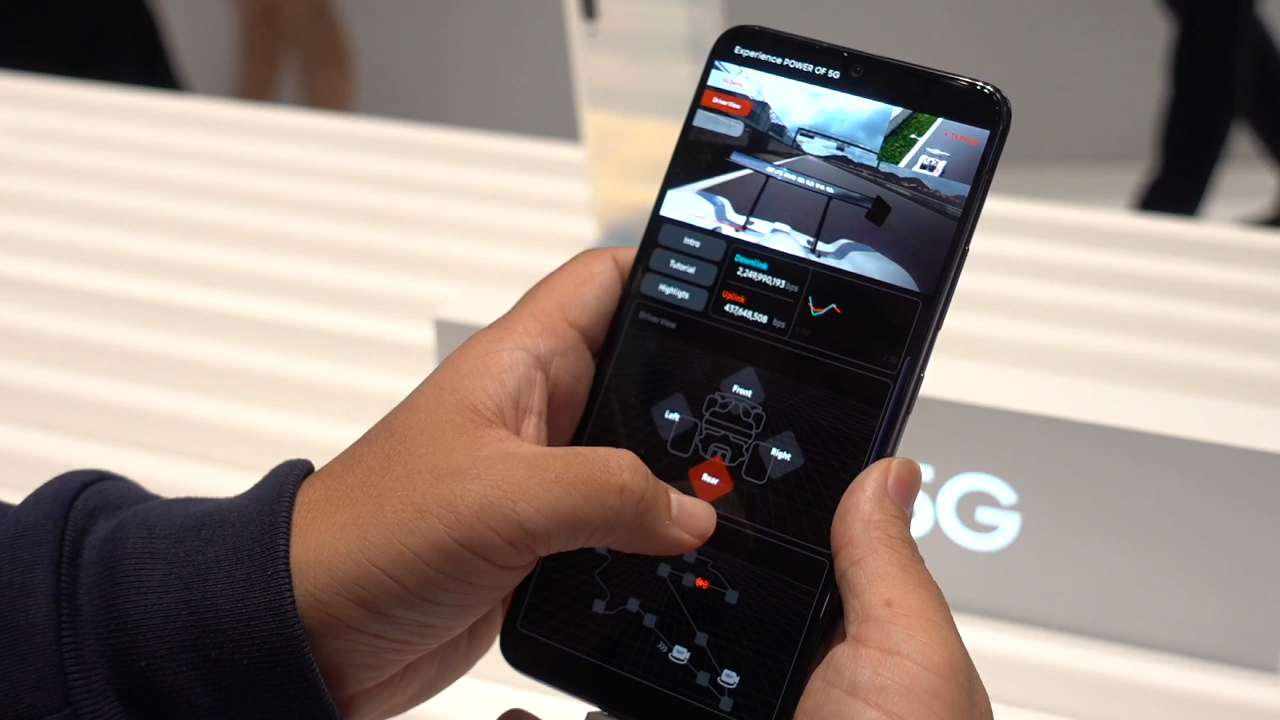 Experience POWER OF 5G
Driver View
SAMSUNG
Intro
Tutorial
Highligts
Downlink
2,249,990,193 bps
Uplink
437,648,508 bps
Driver View
Front
Left
Right
Rear
5G